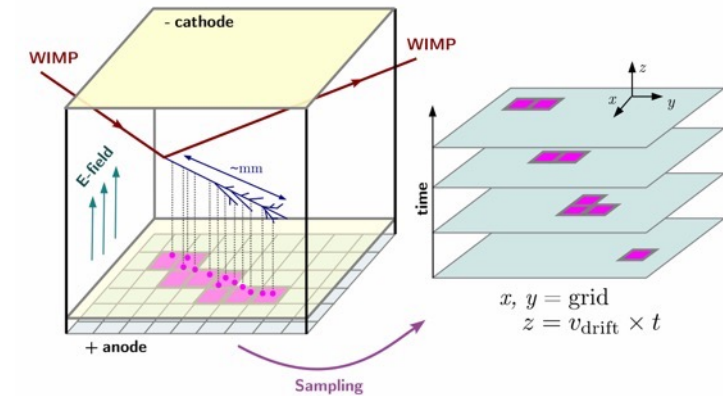 - cathode
WIMP
WIMP
E-field
~mm
+ anode
Sampling
time
z
x
y
x, y = grid
z = v_drift × t